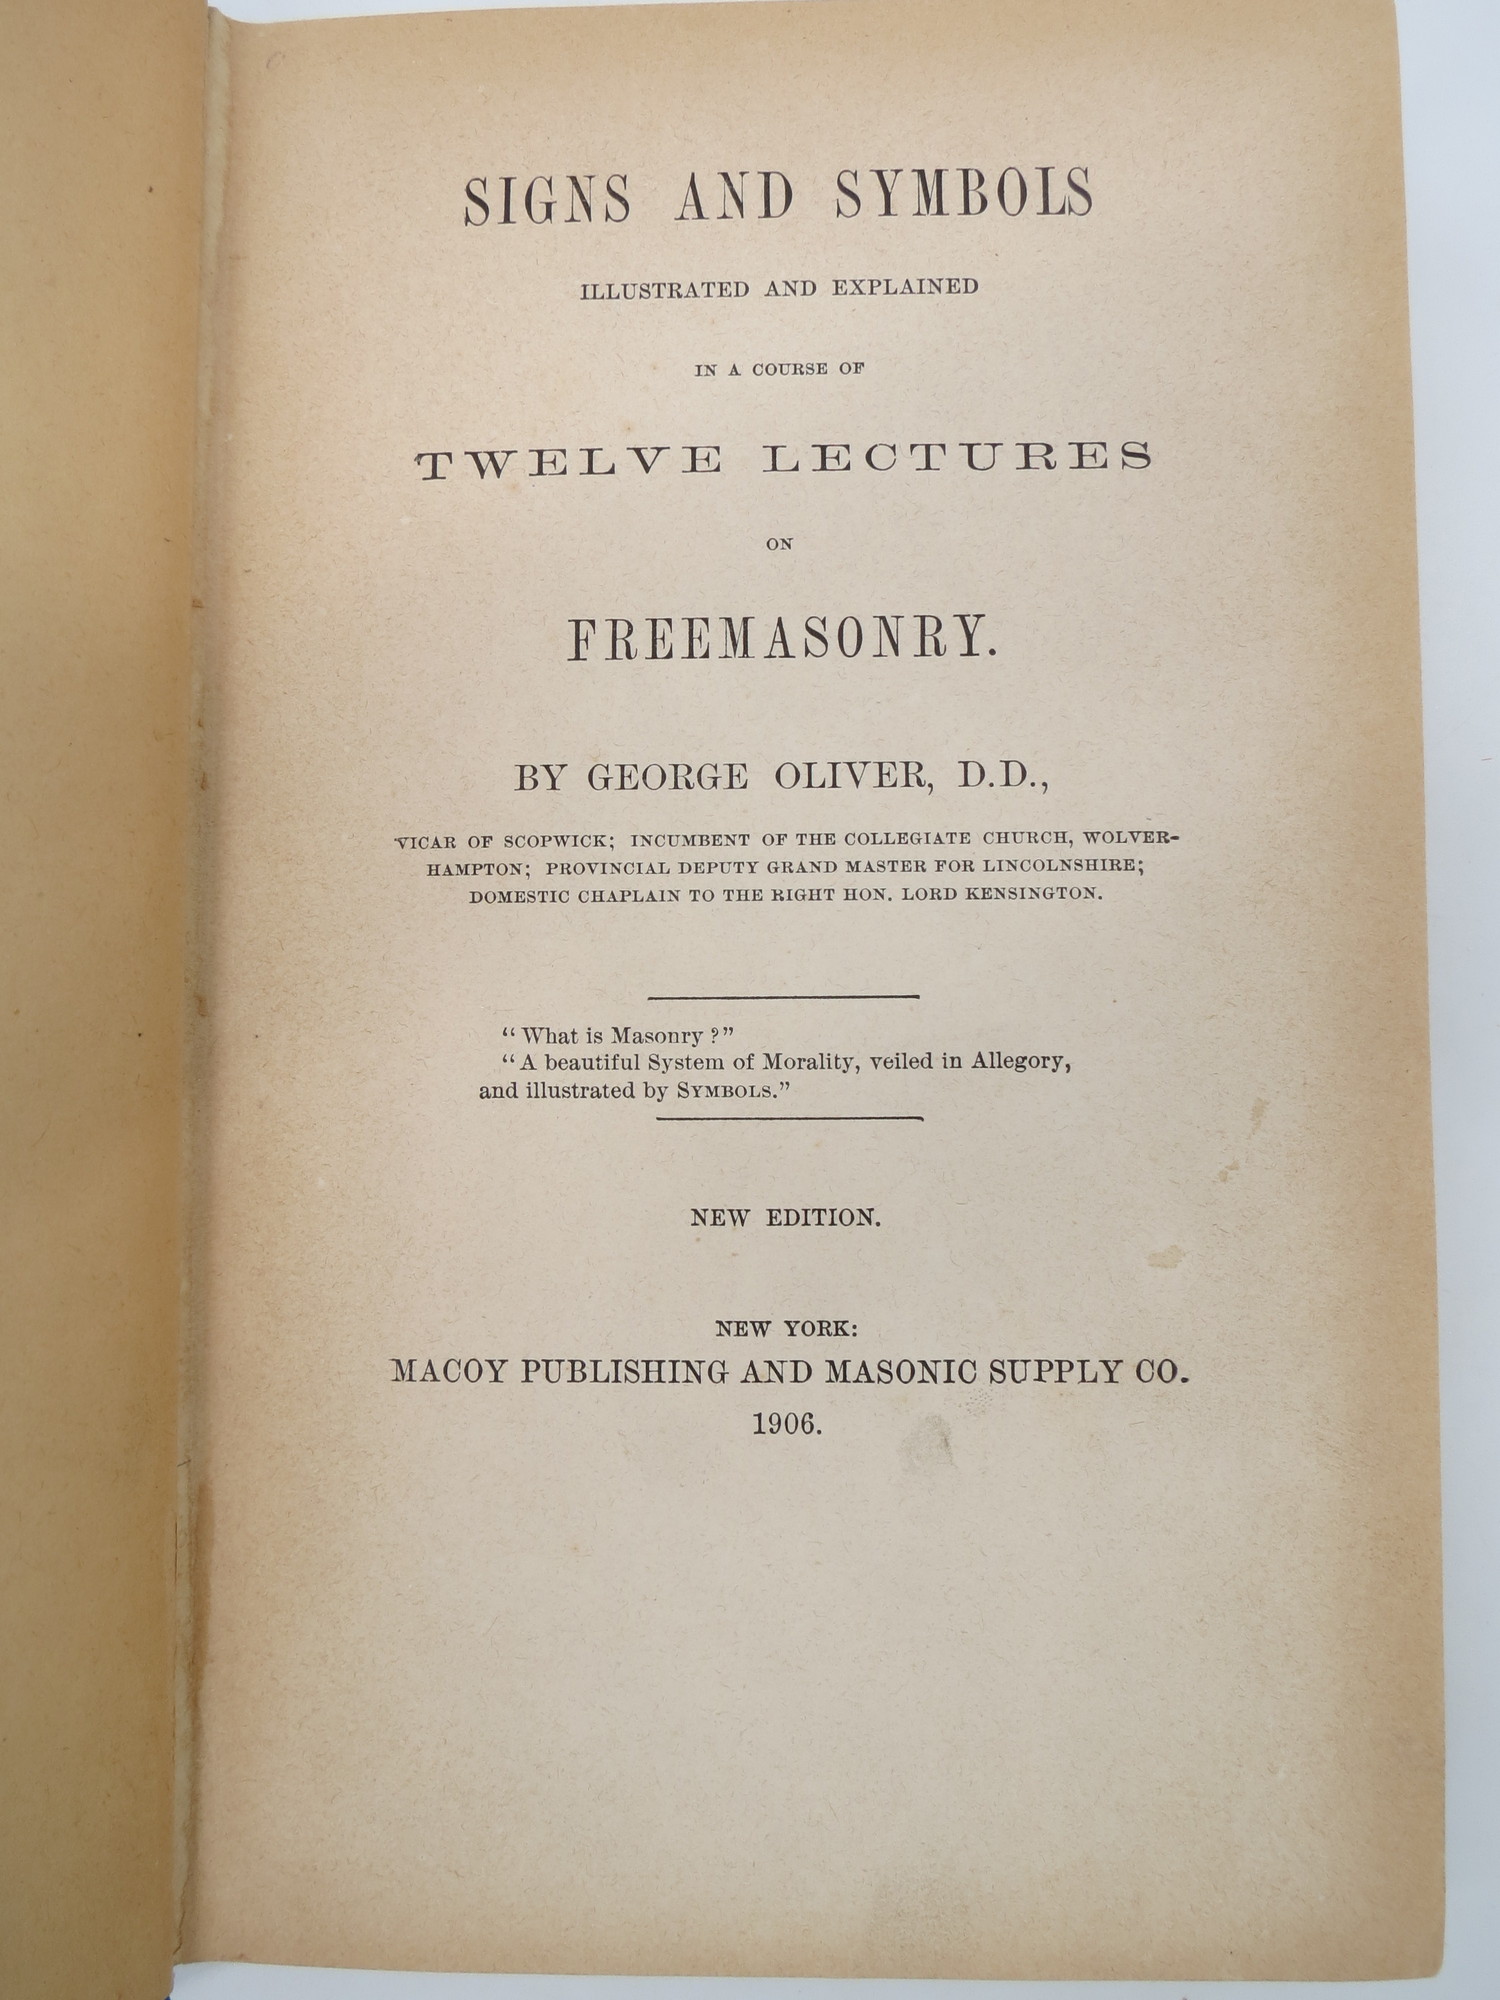 SIGNS AND SYMBOLS
ILLUSTRATED AND EXPLAINED
IN A COURSE OF
TWELVE LECTURES
ON
FREEMASONRY.
BY GEORGE OLIVER, D.D.,
VICAR OF SCOPWICK; INCUMBENT OF THE COLLEGIATE CHURCH, WOLVER-
HAMPTON; PROVINCIAL DEPUTY GRAND MASTER FOR LINCOLNSHIRE;
DOMESTIC CHAPLAIN TO THE RIGHT HON. LORD KENSINGTON.
"What is Masonry?"
"A beautiful System of Morality, veiled in Allegory,
and illustrated by SYMBOLS."
NEW EDITION.
NEW YORK:
MACOY PUBLISHING AND MASONIC SUPPLY CO.
1906.